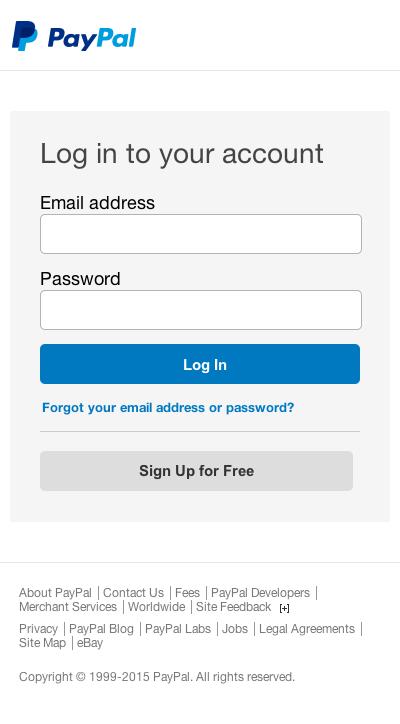 PayPal
Log in to your account
Email address
Password
Log In
Forgot your email address or password?
Sign Up for Free
About PayPal | Contact Us | Fees | PayPal Developers |
Merchant Services | Worldwide | Site Feedback [+]
Privacy | PayPal Blog | PayPal Labs | Jobs | Legal Agreements |
Site Map | eBay
Copyright © 1999-2015 PayPal. All rights reserved.